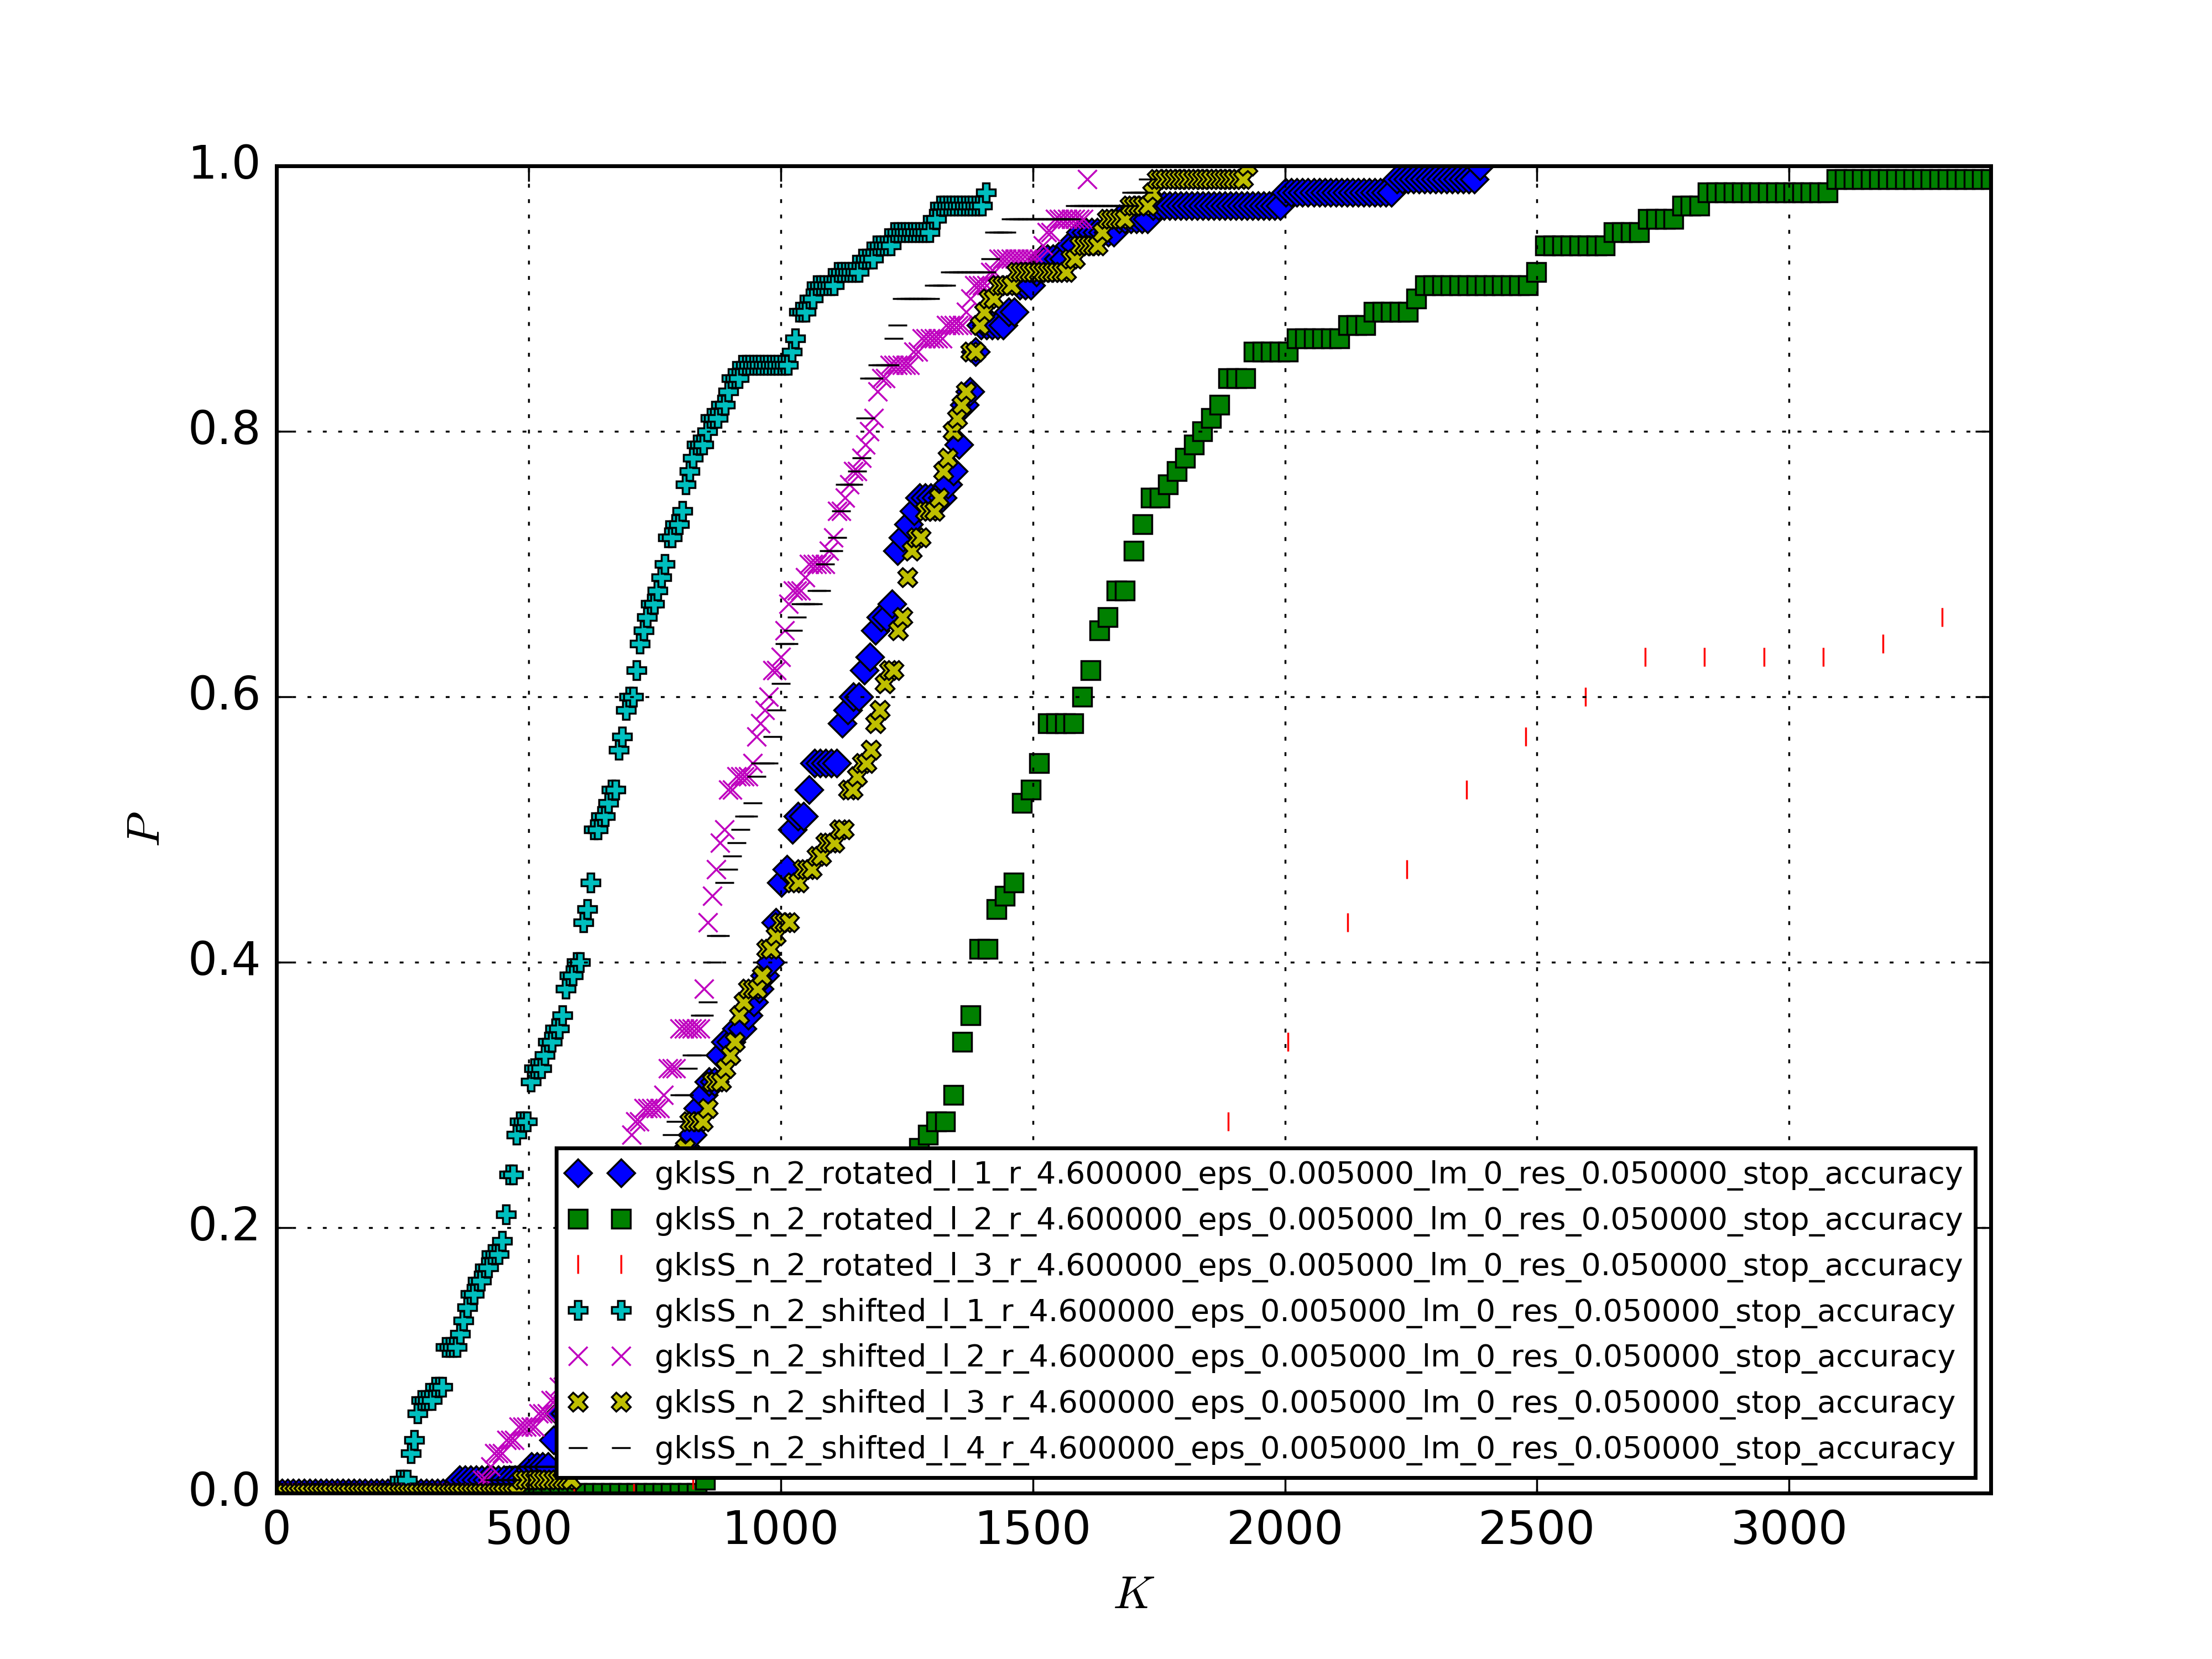 1.0
0.8
0.6
0.4
0.2
0.0
P
gklsS_n_2_rotated_l_1_r_4.600000_eps_0.005000_lm_0_res_0.050000_stop_accuracy
gklsS_n_2_rotated_l_2_r_4.600000_eps_0.005000_lm_0_res_0.050000_stop_accuracy
gklsS_n_2_rotated_l_3_r_4.600000_eps_0.005000_lm_0_res_0.050000_stop_accuracy
gklsS_n_2_shifted_l_1_r_4.600000_eps_0.005000_lm_0_res_0.050000_stop_accuracy
gklsS_n_2_shifted_l_2_r_4.600000_eps_0.005000_lm_0_res_0.050000_stop_accuracy
gklsS_n_2_shifted_l_3_r_4.600000_eps_0.005000_lm_0_res_0.050000_stop_accuracy
gklsS_n_2_shifted_l_4_r_4.600000_eps_0.005000_lm_0_res_0.050000_stop_accuracy
0 500 1000 1500 2000 2500 3000
K